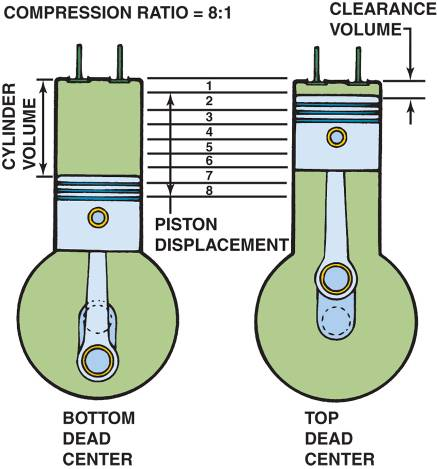 COMPRESSION RATIO = 8:1
CLEARANCE
VOLUME
CYLINDER
VOLUME
1
2
3
4
5
6
7
8
PISTON
DISPLACEMENT
BOTTOM
DEAD
CENTER
TOP
DEAD
CENTER